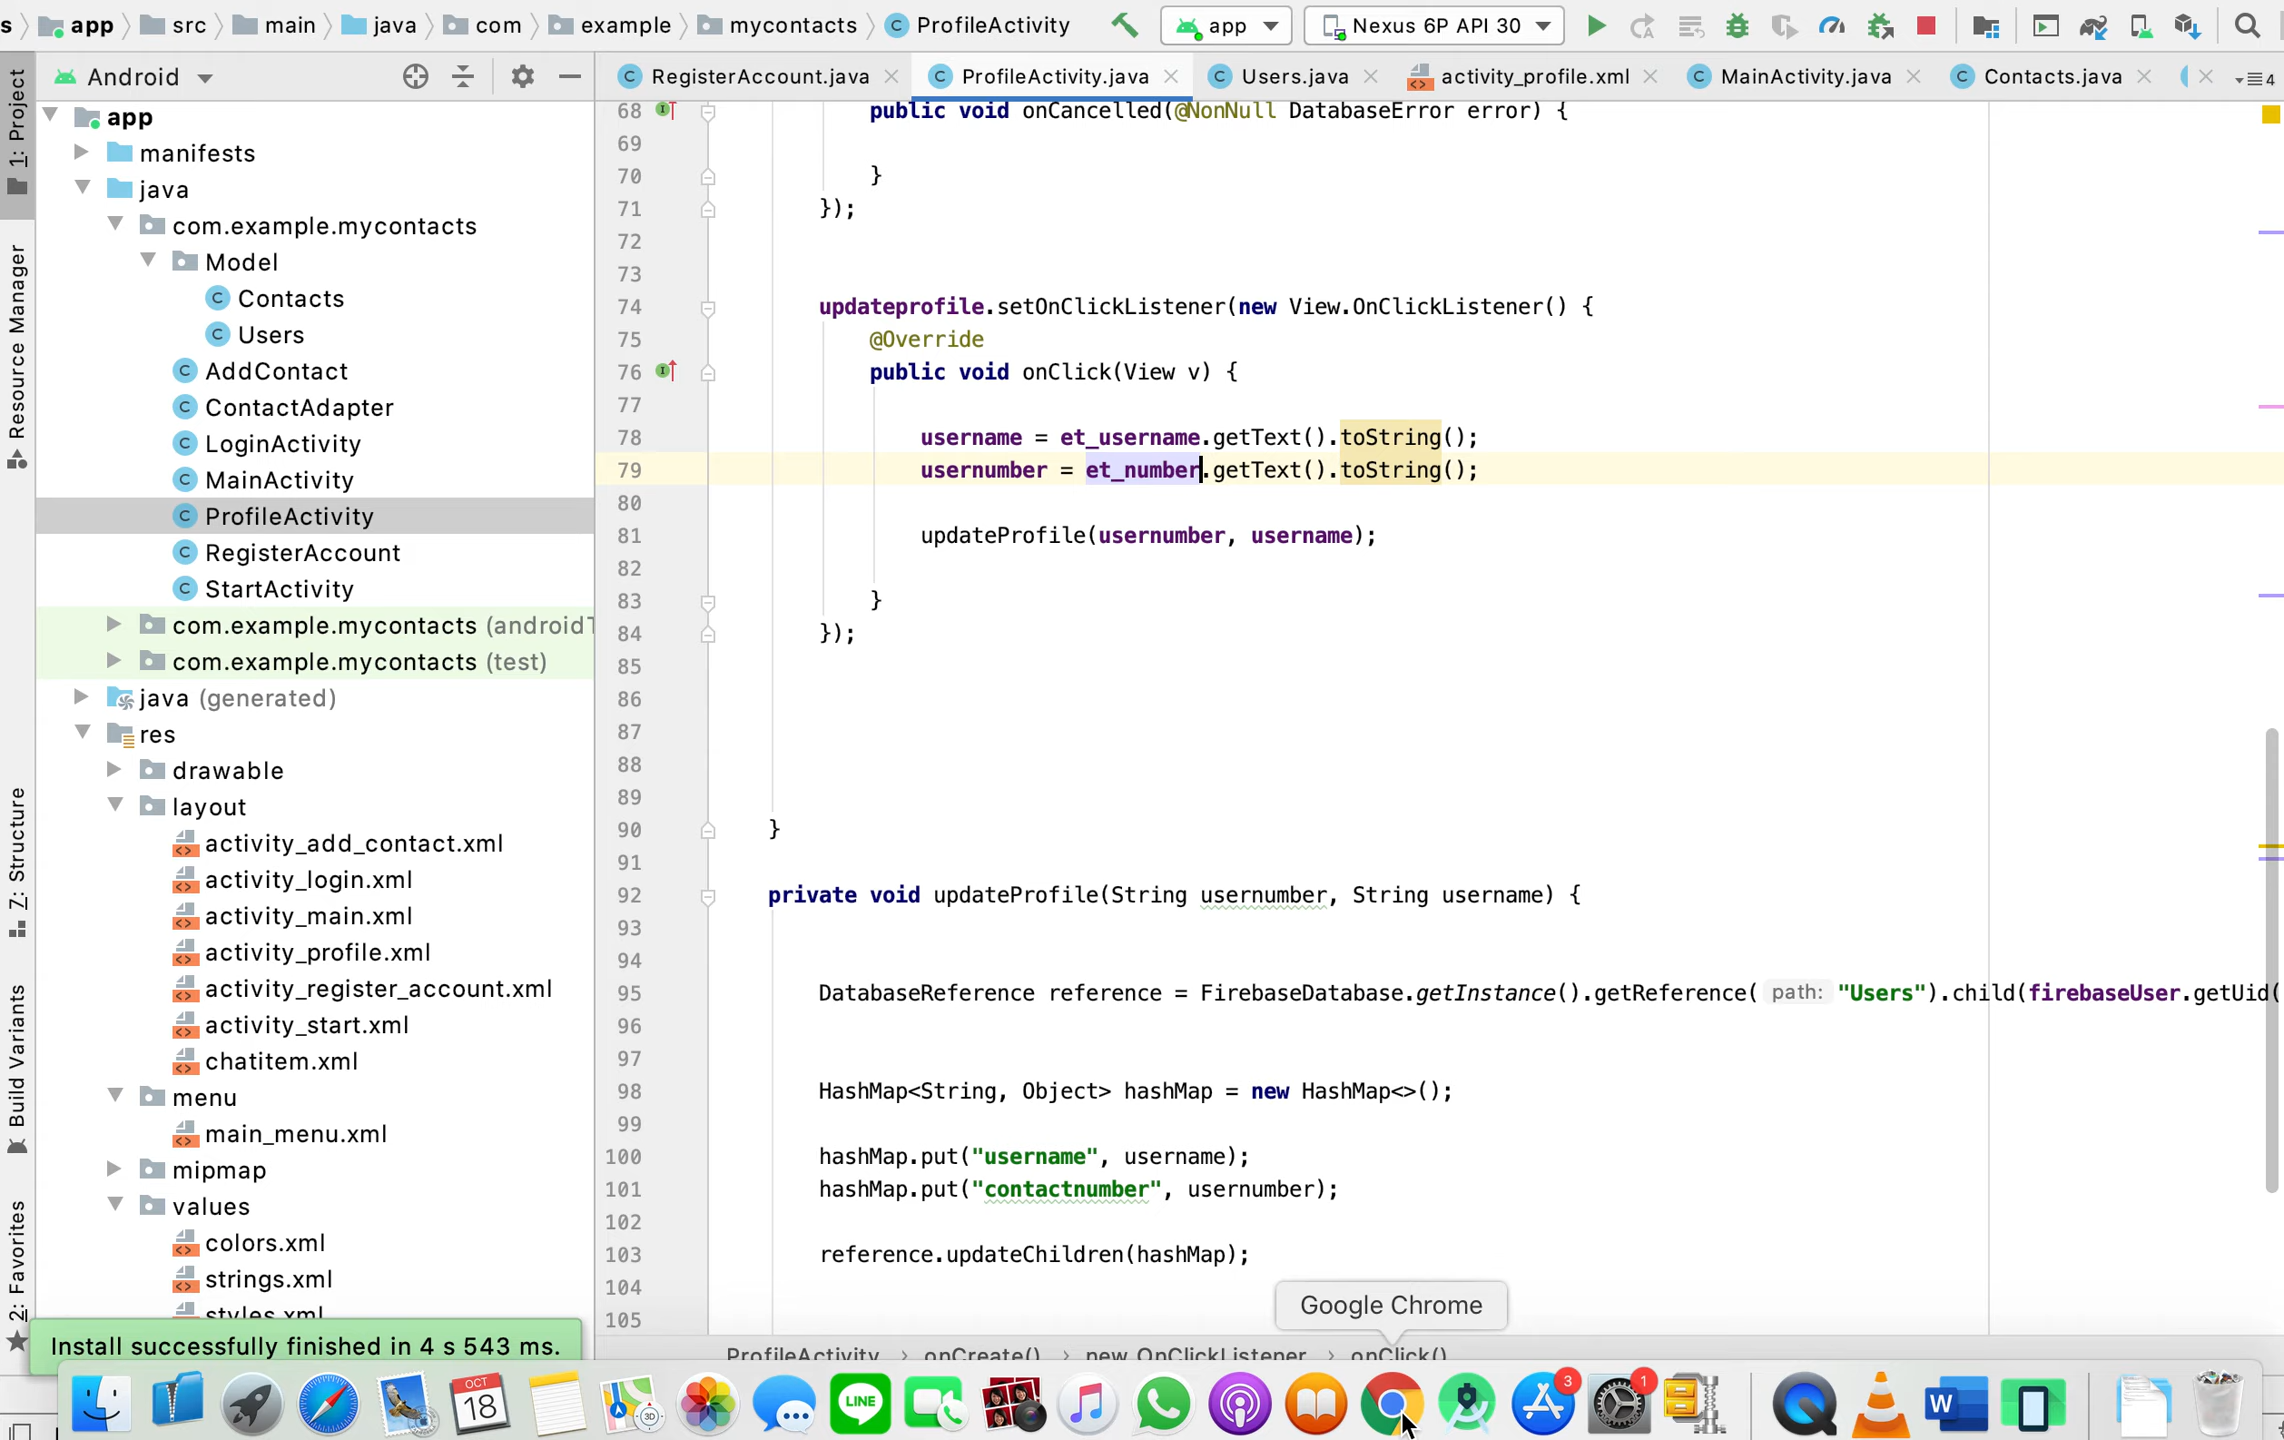 s app src main java com example mycontacts ProfileActivity app Nexus 6P API 30
Android
RegisterAccount.java ProfileActivity.java Users.java activity_profile.xml MainActivity.java Contacts.java 4
1: Project
Resource Manager
7: Structure
Build Variants
2: Favorites
app
manifests
java
com.example.mycontacts
Model
Contacts
Users
AddContact
ContactAdapter
LoginActivity
MainActivity
ProfileActivity
RegisterAccount
StartActivity
com.example.mycontacts (androidT
com.example.mycontacts (test)
java (generated)
res
drawable
layout
activity_add_contact.xml
activity_login.xml
activity_main.xml
activity_profile.xml
activity_register_account.xml
activity_start.xml
chatitem.xml
menu
main_menu.xml
mipmap
values
colors.xml
strings.xml
styles.xml
Install successfully finished in 4 s 543 ms.
68 public void onCancelled(@NonNull DatabaseError error) {
69
70 }
71 });
72
73
74 updateprofile.setOnClickListener(new View.OnClickListener() {
75 @Override
76 public void onClick(View v) {
77
78 username = et_username.getText().toString();
79 usernumber = et_number.getText().toString();
80
81 updateProfile(usernumber, username);
82
83 }
84 });
85
86
87
88
89
90 }
91
92 private void updateProfile(String usernumber, String username) {
93
94
95 DatabaseReference reference = FirebaseDatabase.getInstance().getReference( path: "Users").child(firebaseUser.getUid(
96
97
98 HashMap<String, Object> hashMap = new HashMap<>();
99
100 hashMap.put("username", username);
101 hashMap.put("contactnumber", usernumber);
102
103 reference.updateChildren(hashMap);
104
105
Google Chrome
ProfileActivity onCreate() new OnClickListener onClick()
OCT
18
3D
LINE
3
1
W